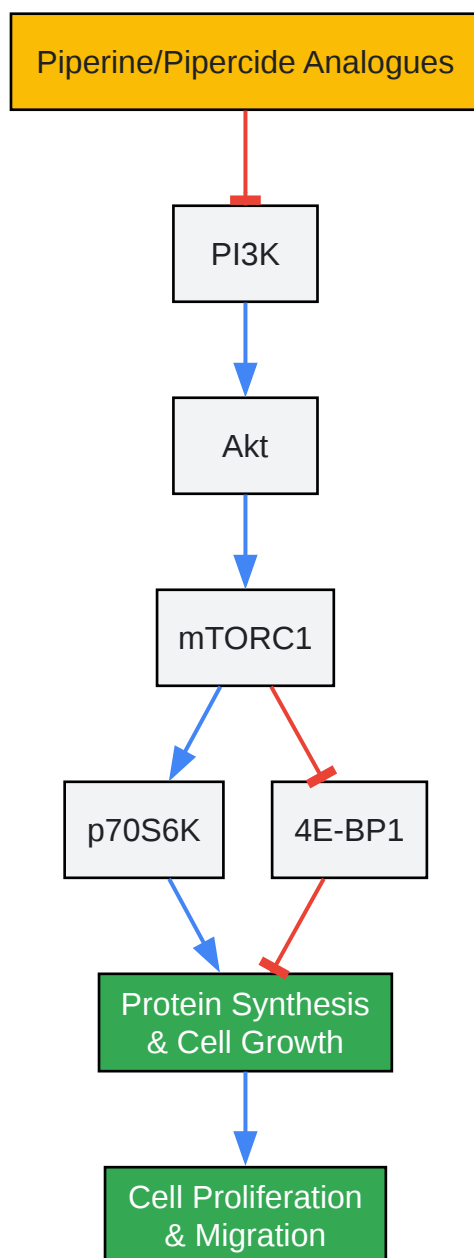 Piperine/Pipercide Analogues
PI3K
Akt
mTORC1
p70S6K
4E-BP1
Protein Synthesis
& Cell Growth
Cell Proliferation
& Migration